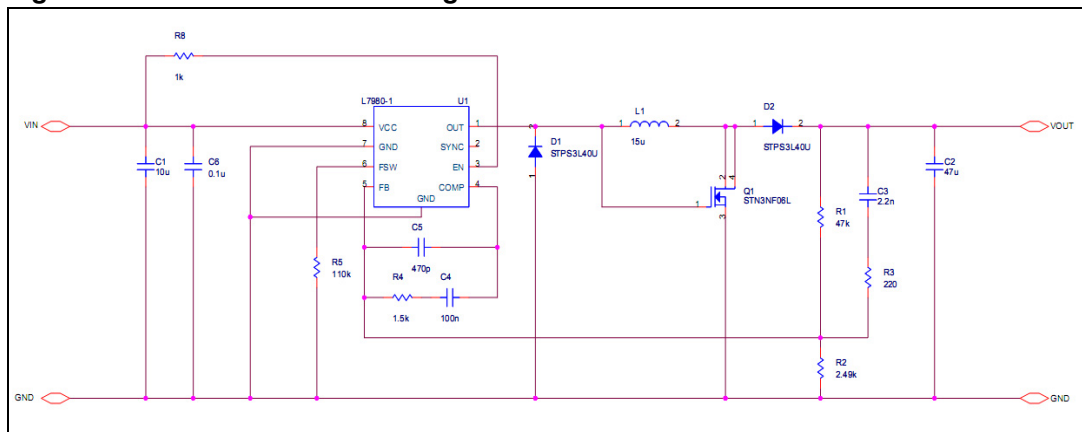 R8
1k
L7980-1 U1
VIN
8 VCC OUT 1
7 GND SYNC 2
6 FSW EN 3
5 FB COMP 4
GND
C1
10u
C6
0.1u
R5
110k
C5
470p
R4
1.5k
C4
100n
2
D1
STPS3L40U
1
L1
1 2
15u
D2
1 2
STPS3L40U
2 4
1
3
Q1
STN3NF06L
R1
47k
C3
2.2n
R3
220
R2
2.49k
C2
47u
VOUT
GND
GND